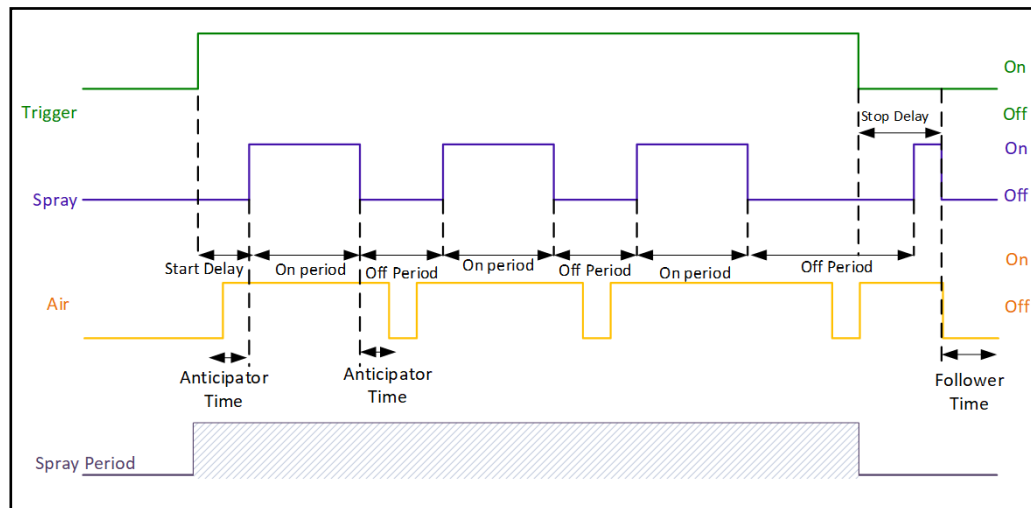 On
Trigger
Off
Stop Delay
On
Spray
Off
Start Delay
On period
Off Period
On period
Off Period
On period
Off Period
On
Air
Off
Anticipator
Time
Anticipator
Time
Follower
Time
Spray Period